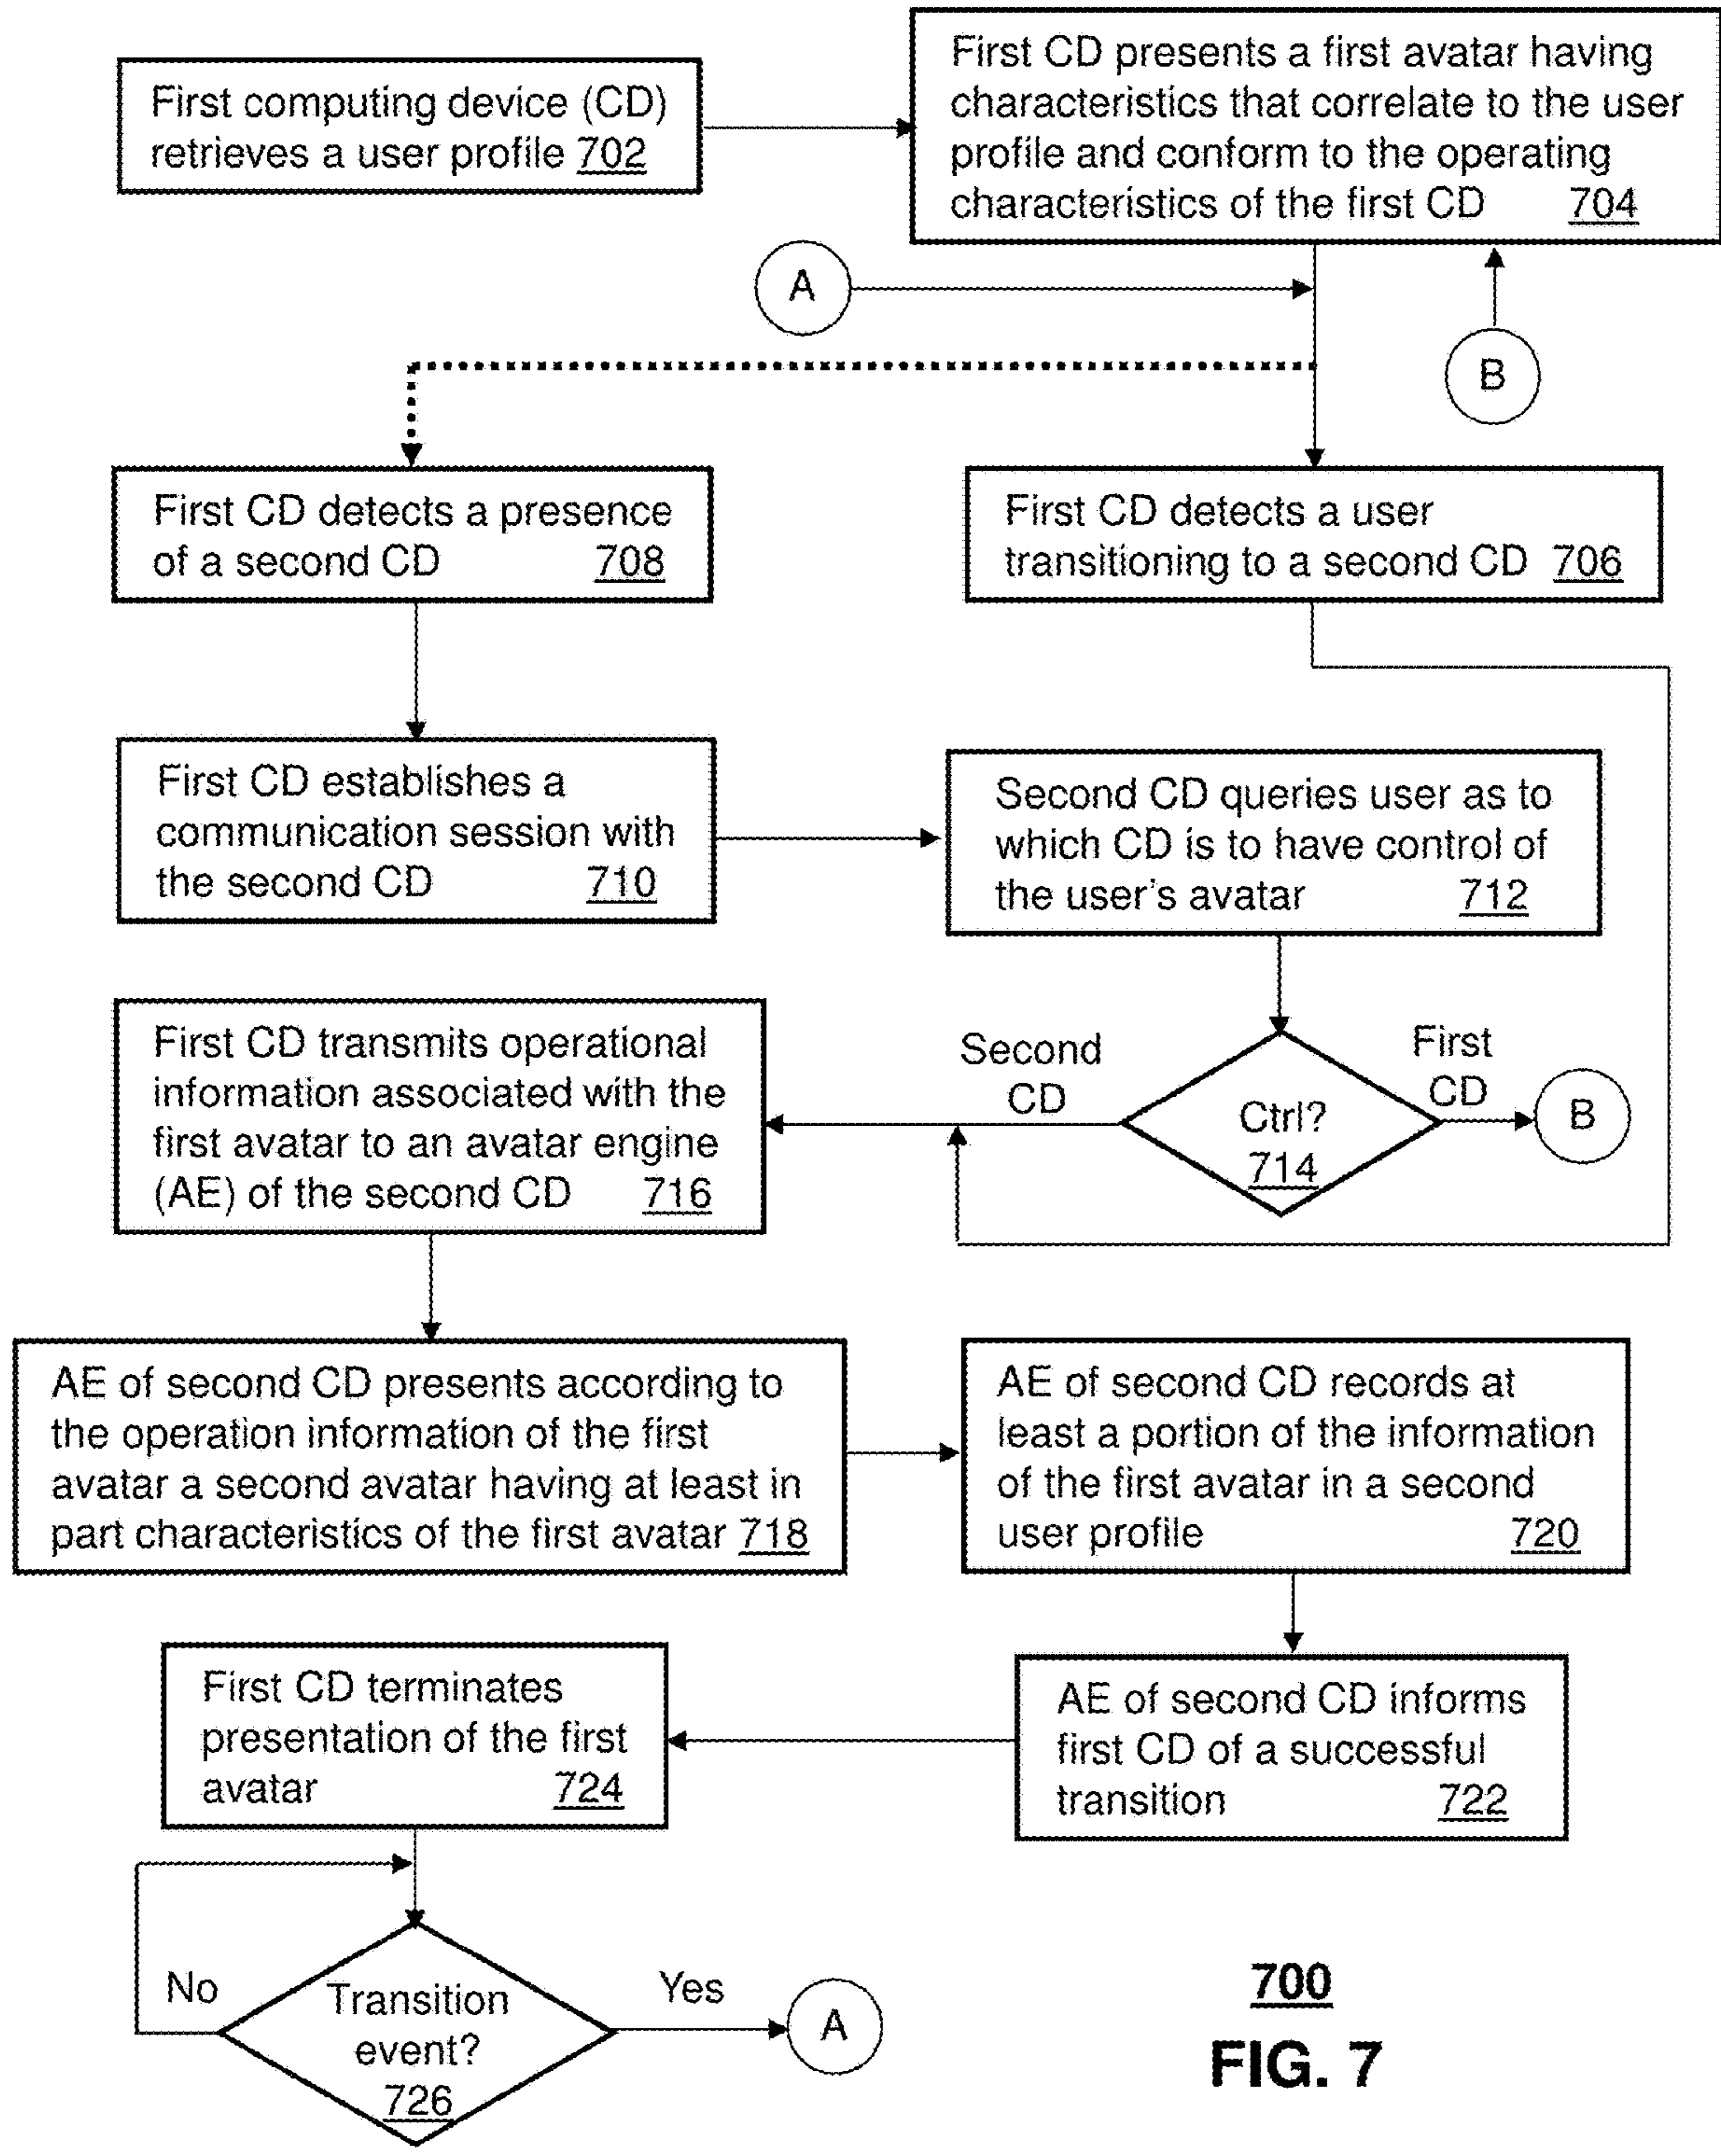 First computing device (CD)
retrieves a user profile 702
First CD presents a first avatar having
characteristics that correlate to the user
profile and conform to the operating
characteristics of the first CD 704
A
B
First CD detects a presence
of a second CD 708
First CD detects a user
transitioning to a second CD 706
First CD establishes a
communication session with
the second CD 710
Second CD queries user as to
which CD is to have control of
the user's avatar 712
First CD transmits operational
information associated with the
first avatar to an avatar engine
(AE) of the second CD 716
Second
CD
Ctrl?
714
First
CD
B
AE of second CD presents according to
the operation information of the first
avatar a second avatar having at least in
part characteristics of the first avatar 718
AE of second CD records at
least a portion of the information
of the first avatar in a second
user profile 720
First CD terminates
presentation of the first
avatar 724
AE of second CD informs
first CD of a successful
transition 722
No
Transition
event?
726
Yes
A
700
FIG. 7